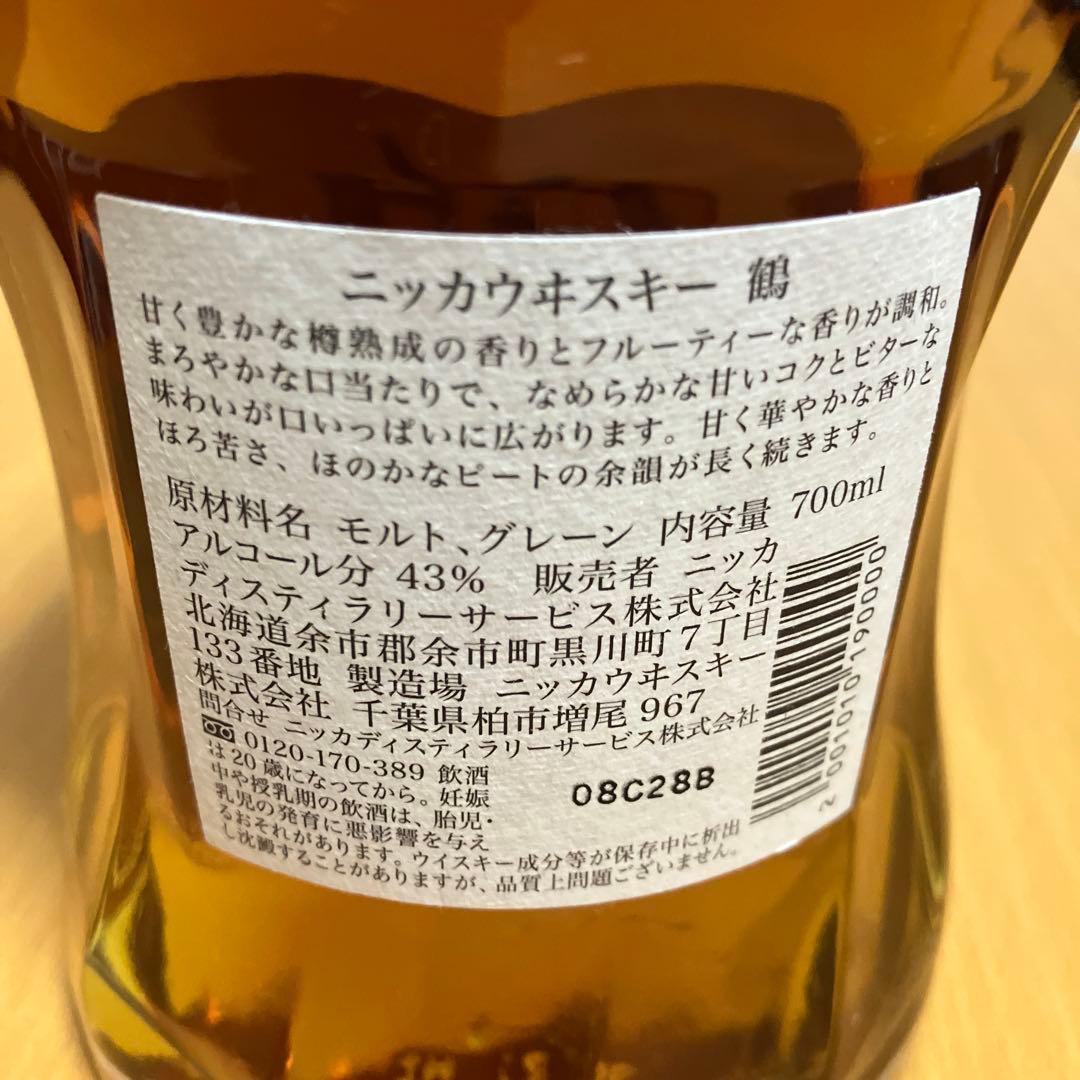 ニッカウヰスキー 鶴
甘く豊かな樽熟成の香りとフルーティーな香りが調和。
まろやかな口当たりで、なめらかな甘いコクとビターな
味わいが口いっぱいに広がります。甘く華やかな香りと
ほろ苦さ、ほのかなピートの余韻が長く続きます。
原材料名 モルト、グレーン 内容量 700ml
アルコール分 43% 販売者 ニッカ
ディスティラリーサービス株式会社
北海道余市郡余市町黒川町7丁目
133番地 製造場 ニッカウヰスキー
株式会社 千葉県柏市増尾967
問合せ ニッカディスティラリーサービス株式会社
0120-170-389 飲酒
は20歳になってから。妊娠
中や授乳期の飲酒は、胎児・
乳児の発育に悪影響を与え
るおそれがあります。ウイスキー成分等が保存中に析出
し沈澱することがありますが、品質上問題ございません。
08C28B
2 001010 190000